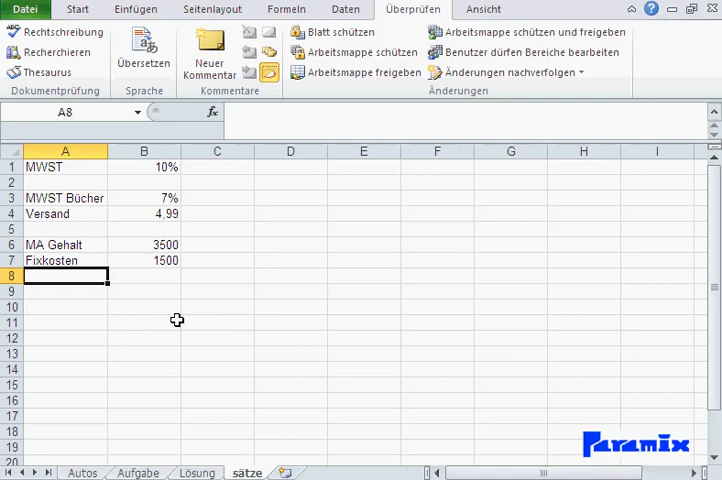 Datei Start Einfügen Seitenlayout Formeln Daten Überprüfen Ansicht
Rechtschreibung
Recherchieren
Thesaurus
Dokumentprüfung
Übersetzen
Sprache
Neuer
Kommentar
Kommentare
Blatt schützen
Arbeitsmappe schützen
Arbeitsmappe freigeben
Arbeitsmappe schützen und freigeben
Benutzer dürfen Bereiche bearbeiten
Änderungen nachverfolgen
Änderungen
A8 fx
A B C D E F G H I
1 MWST 10%
2
3 MWST Bücher 7%
4 Versand 4,99
5
6 MA Gehalt 3500
7 Fixkosten 1500
8
9
10
11
12
13
14
15
16
17
18
19
20
Paramix
Autos Aufgabe Lösung sätze